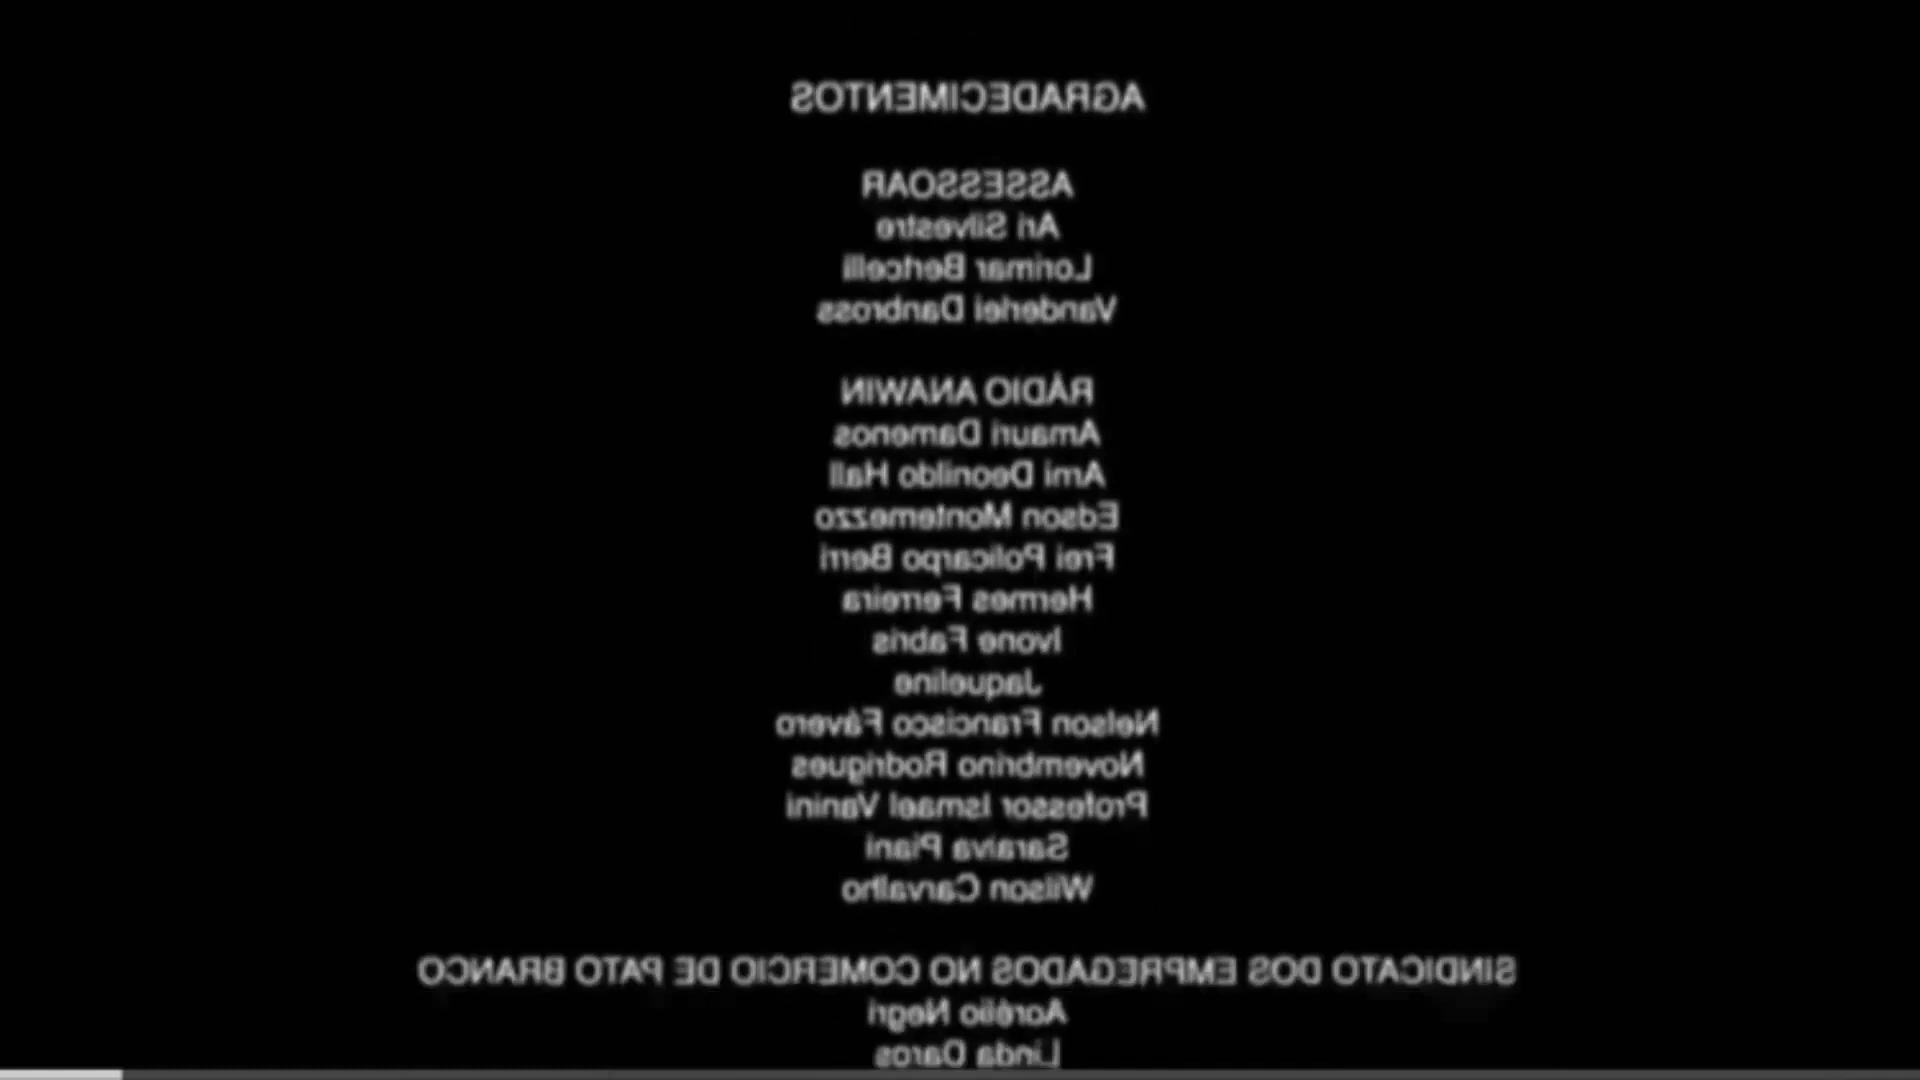 AGRADECIMENTOS
ASSESSOAR
Ari Silvestre
Lorimar Bertcelli
Vanderlei Danbross
RÁDIO ANAWIN
Amauri Damenos
Arni Deonildo Hall
Edson Montemezzo
Frei Policarpo Berri
Hermes Ferreira
Ivone Fabris
Jaqueline
Nelson Francisco Fávero
Novembrino Rodrigues
Professor Ismael Vanini
Saraiva Piani
Wilson Carvalho
SINDICATO DOS EMPREGADOS NO COMERCIO DE PATO BRANCO
Aorélio Negri
Linda Daros